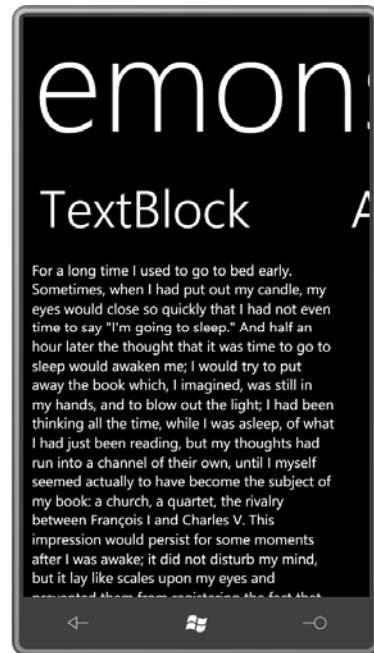 emons
TextBlock A
For a long time I used to go to bed early.
Sometimes, when I had put out my candle, my
eyes would close so quickly that I had not even
time to say "I'm going to sleep." And half an
hour later the thought that it was time to go to
sleep would awaken me; I would try to put
away the book which, I imagined, was still in
my hands, and to blow out the light; I had been
thinking all the time, while I was asleep, of what
I had just been reading, but my thoughts had
run into a channel of their own, until I myself
seemed actually to have become the subject of
my book: a church, a quartet, the rivalry
between François I and Charles V. This
impression would persist for some moments
after I was awake; it did not disturb my mind,
but it lay like scales upon my eyes and
prevented them from registering the fact that